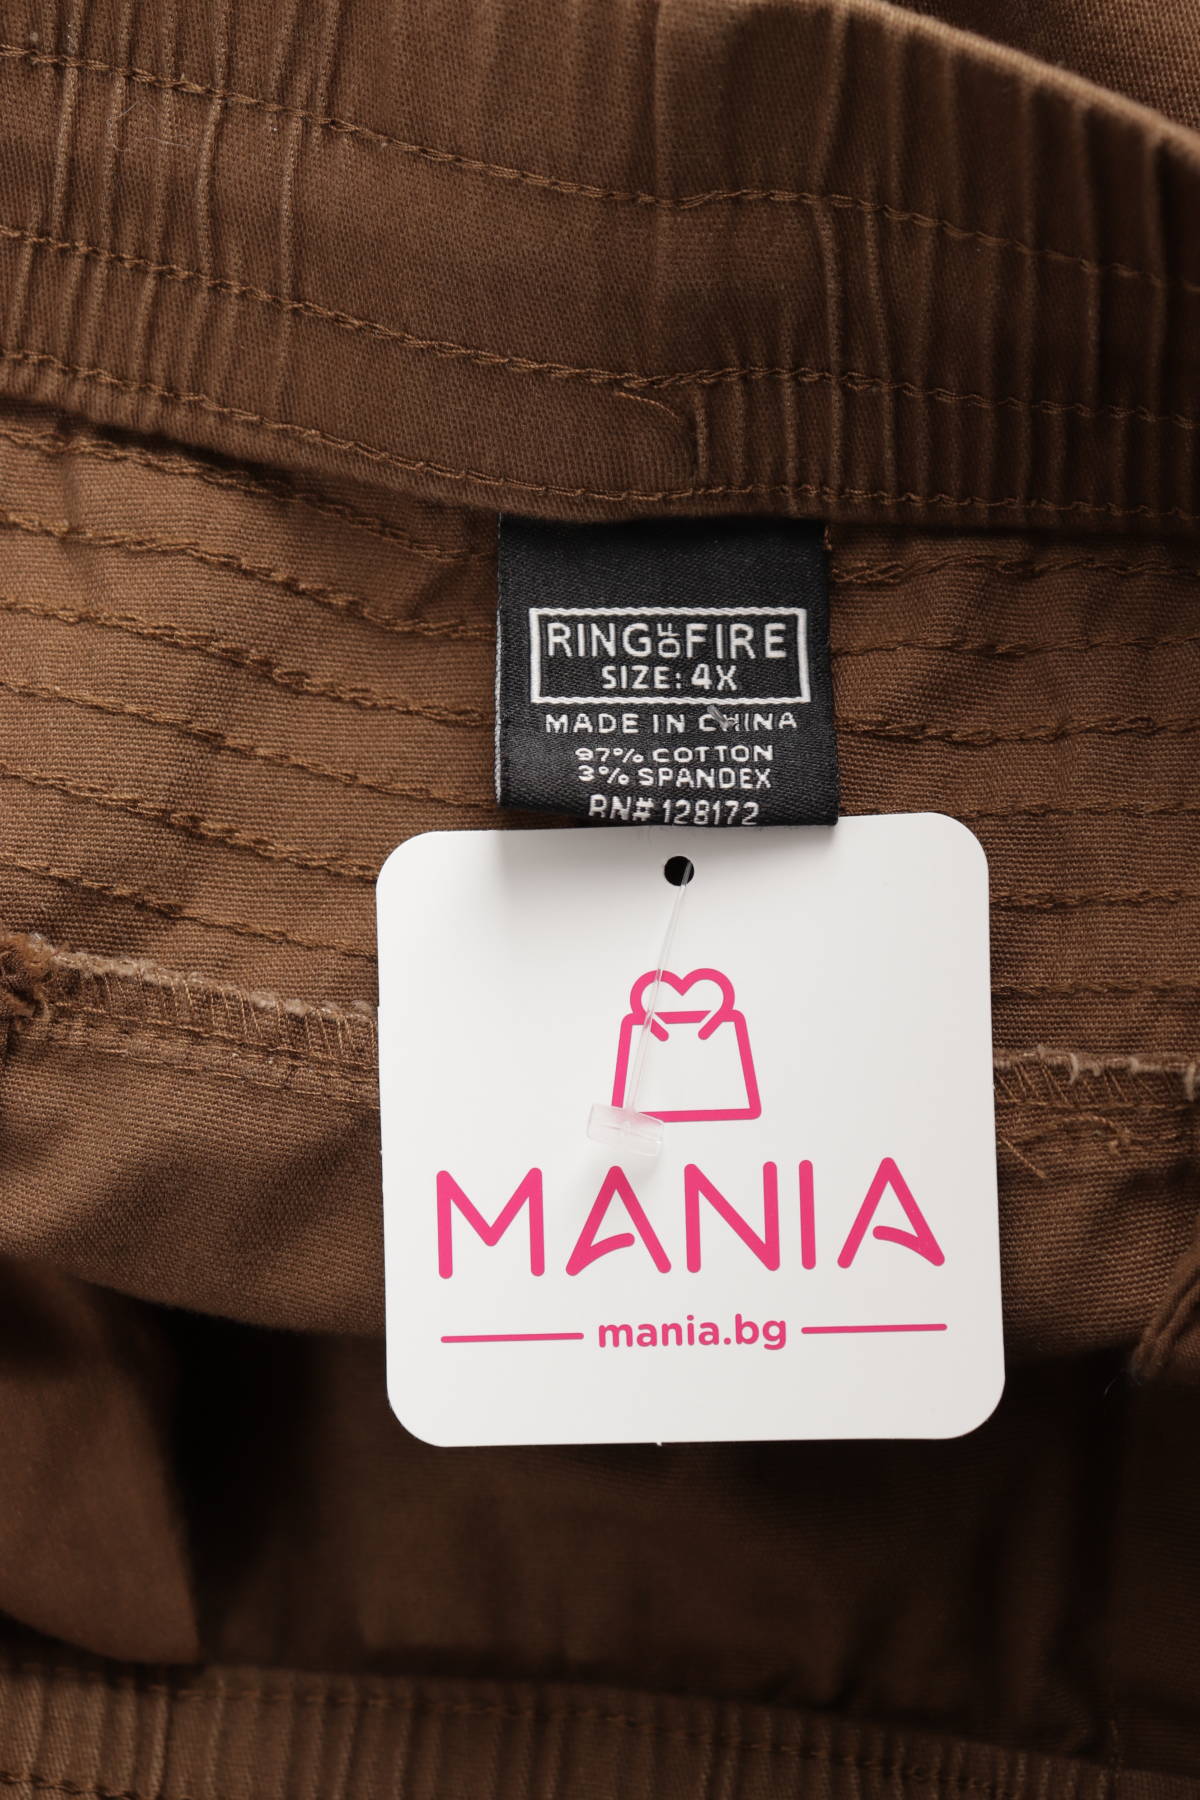 RING OF FIRE
SIZE: 4X
MADE IN CHINA
97% COTTON
3% SPANDEX
RN# 128172
MANIA
mania.bg